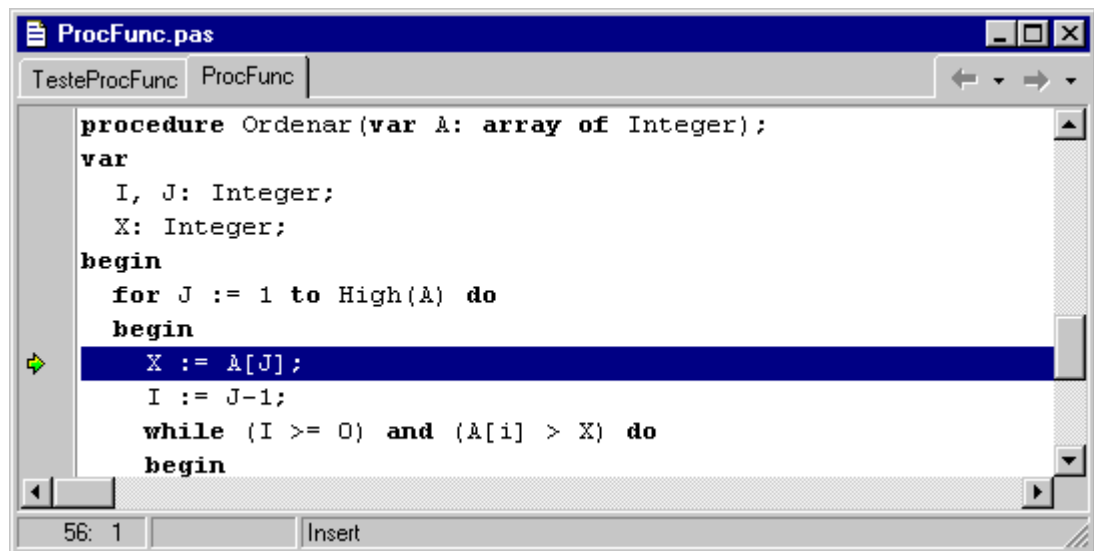 ProcFunc.pas
TesteProcFunc ProcFunc
procedure Ordenar(var A: array of Integer);
var
I, J: Integer;
X: Integer;
begin
for J := 1 to High(A) do
begin
X := A[J];
I := J-1;
while (I >= 0) and (A[i] > X) do
begin
56: 1 Insert